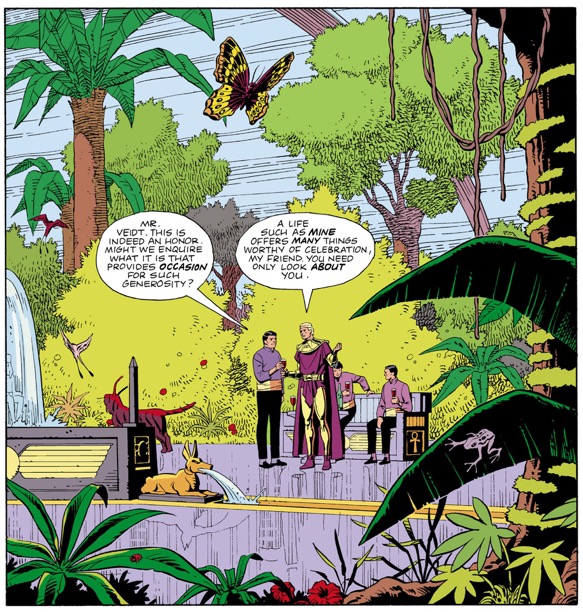 MR.
VEIDT. THIS IS
INDEED AN HONOR.
MIGHT WE ENQUIRE
WHAT IT IS THAT
PROVIDES OCCASION
FOR SUCH
GENEROSITY?
A LIFE
SUCH AS MINE
OFFERS MANY THINGS
WORTHY OF CELEBRATION,
MY FRIEND. YOU NEED
ONLY LOOK ABOUT
YOU.